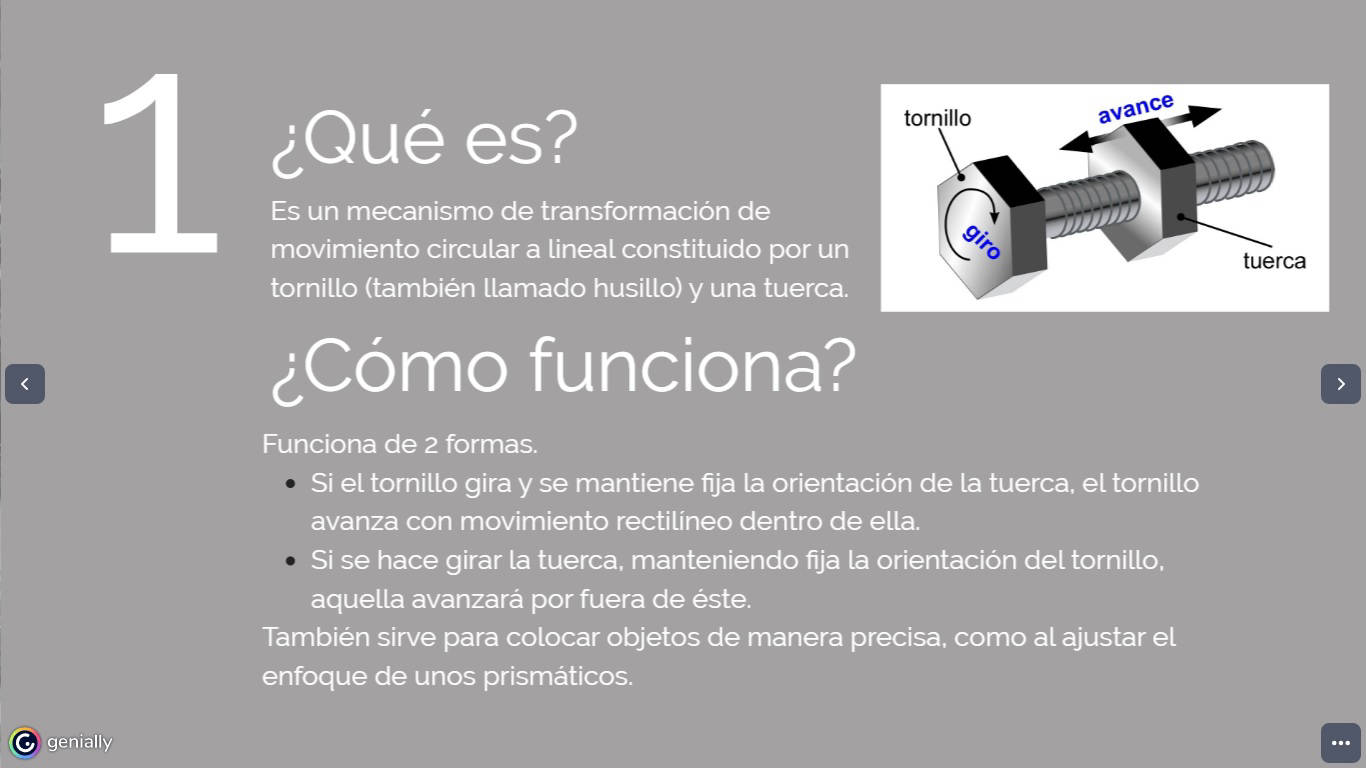 1
¿Qué es?
Es un mecanismo de transformación de
movimiento circular a lineal constituido por un
tornillo (también llamado husillo) y una tuerca.
tornillo
avance
giro
tuerca
¿Cómo funciona?
Funciona de 2 formas.
Si el tornillo gira y se mantiene fija la orientación de la tuerca, el tornillo
avanza con movimiento rectilíneo dentro de ella.
Si se hace girar la tuerca, manteniendo fija la orientación del tornillo,
aquella avanzará por fuera de éste.
También sirve para colocar objetos de manera precisa, como al ajustar el
enfoque de unos prismáticos.
genially